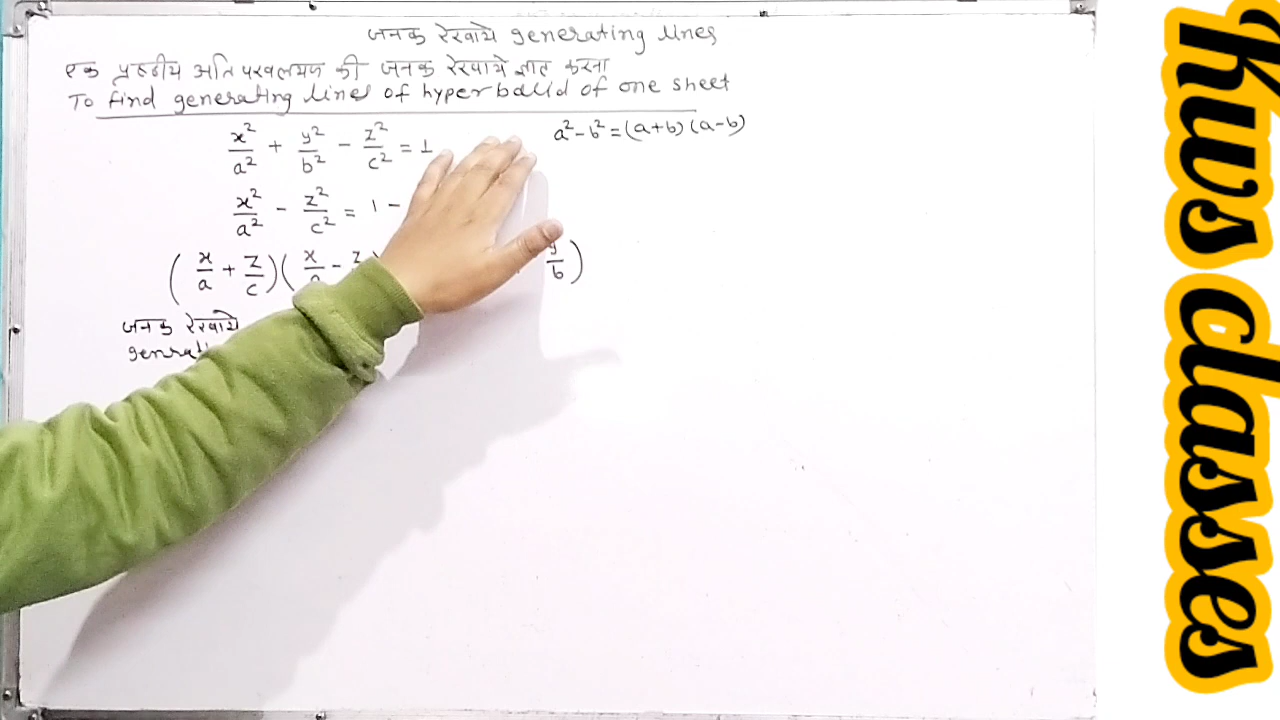 जनक रेखाये generating lines
एक प्रष्ठीय अतिपरवलयज की जनक रेखाये ज्ञात करना
To find generating lines of hyperboloid of one sheet
x²/a² + y²/b² - z²/c² = 1
a² - b² = (a+b)(a-b)
x²/a² - z²/c² = 1 -
(x/a + z/c)(x/a - z/ y/b)
जनक रेखाये
kws classes